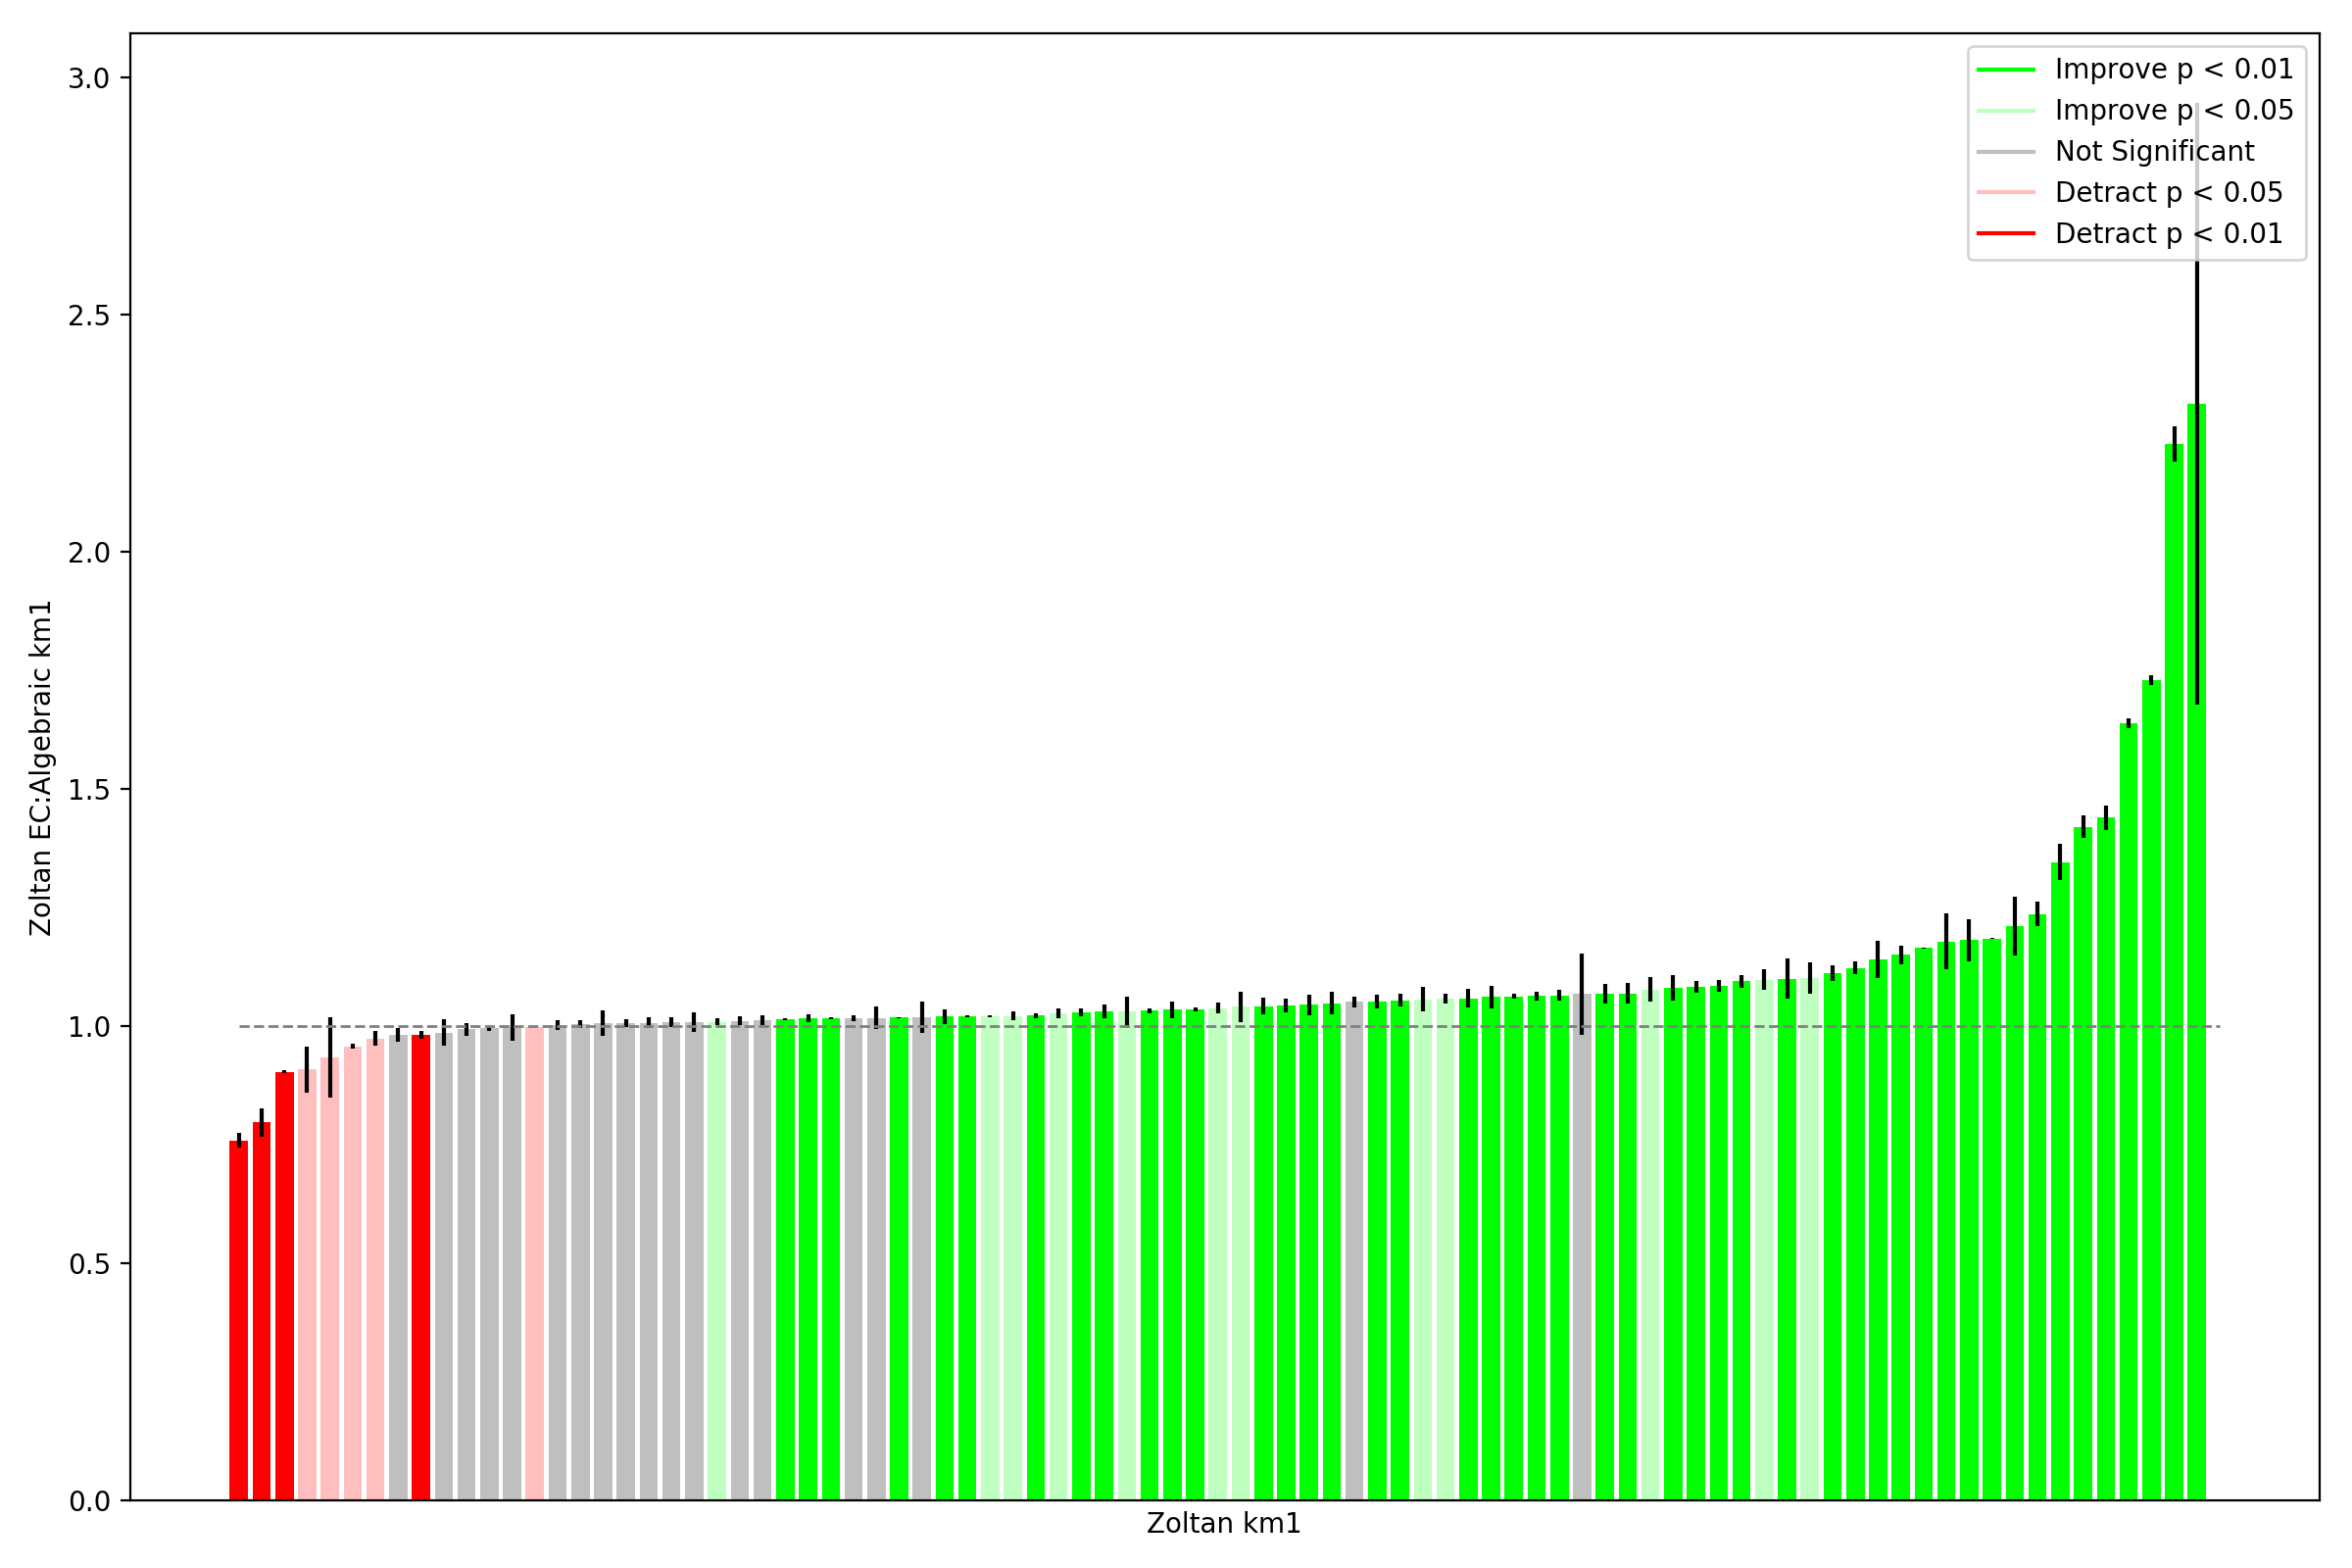 3.0
2.5
2.0
1.5
1.0
0.5
0.0
Zoltan EC:Algebraic km1
Zoltan km1
Improve p < 0.01
Improve p < 0.05
Not Significant
Detract p < 0.05
Detract p < 0.01